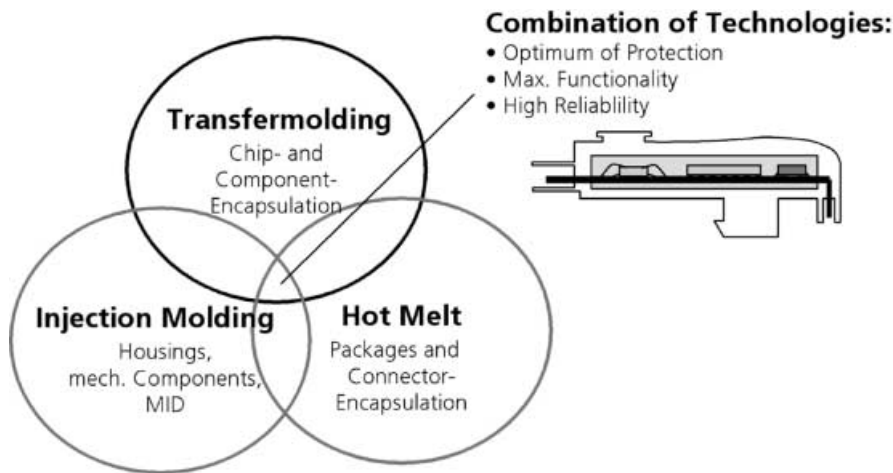 Combination of Technologies:
• Optimum of Protection
• Max. Functionality
• High Reliablility
Transfermolding
Chip- and
Component-
Encapsulation
Injection Molding
Housings,
mech. Components,
MID
Hot Melt
Packages and
Connector-
Encapsulation